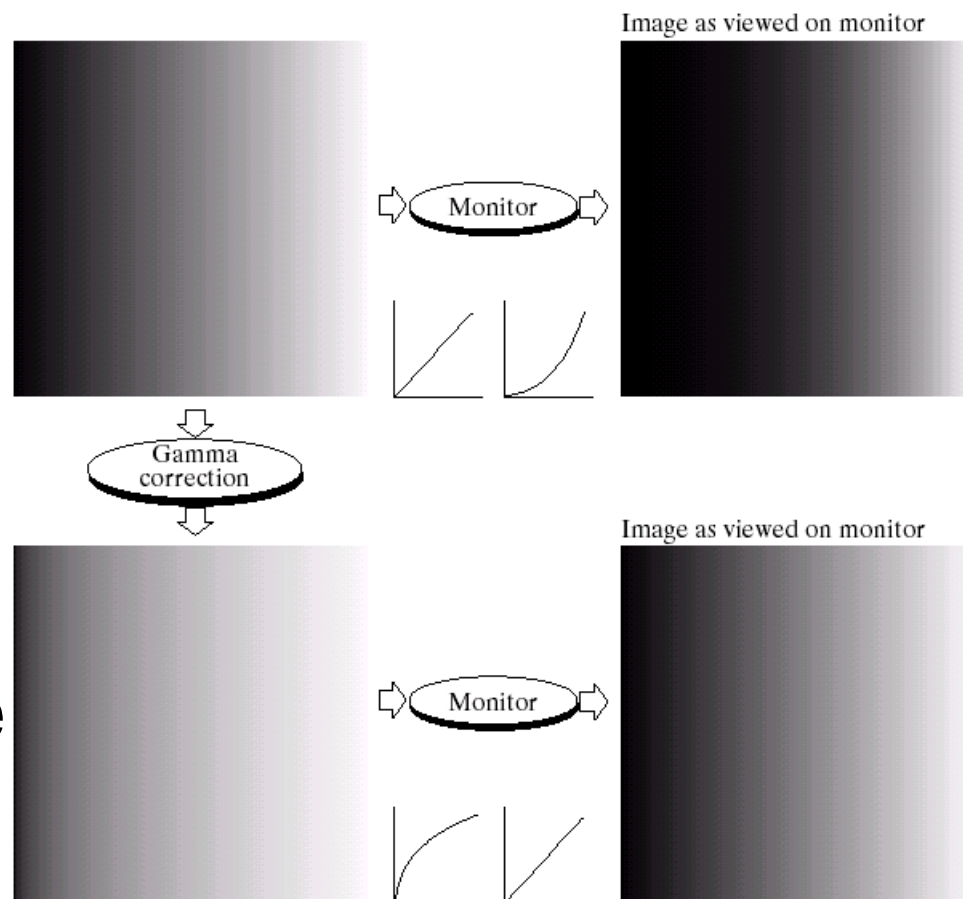 Image as viewed on monitor
Monitor
Gamma
correction
Image as viewed on monitor
e
Monitor